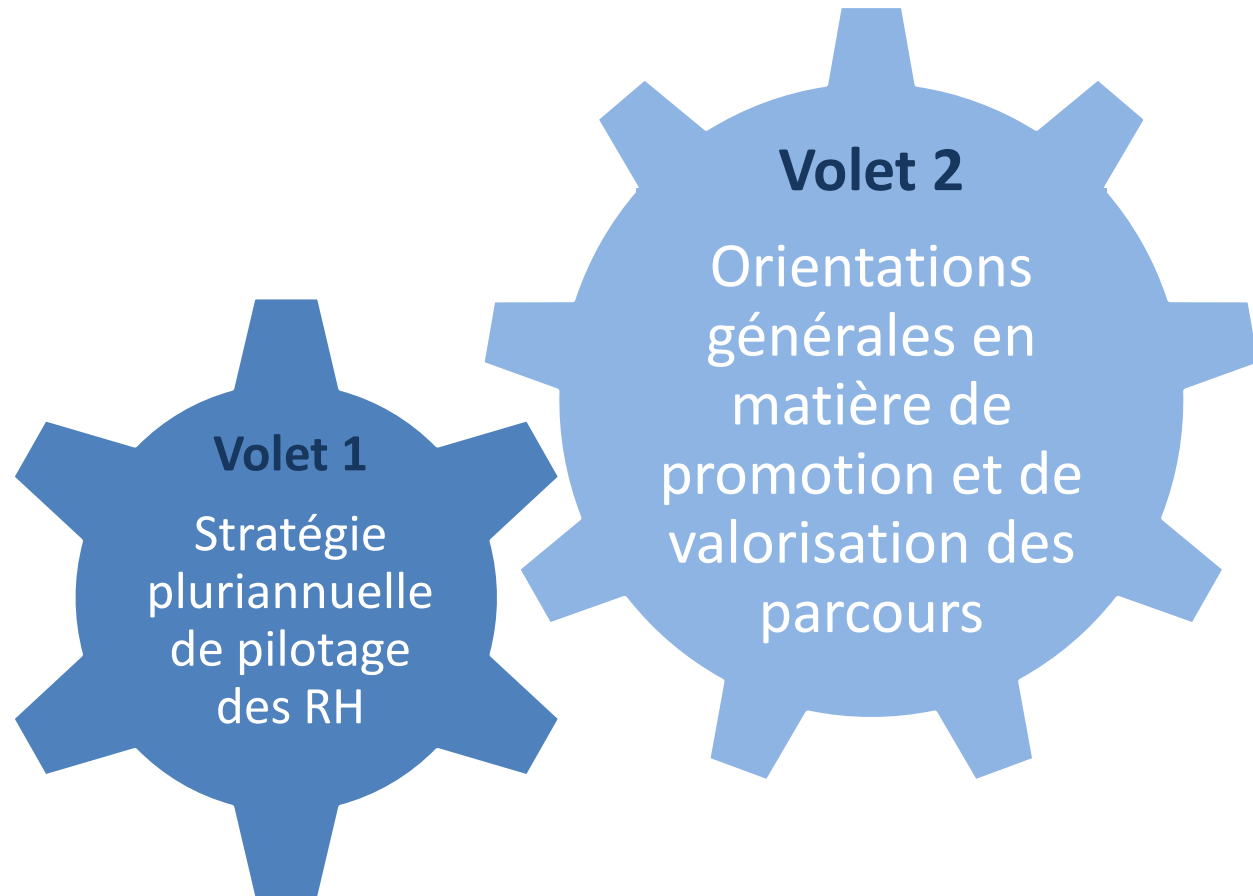 Volet 1
Stratégie
pluriannuelle
de pilotage
des RH
Volet 2
Orientations
générales en
matière de
promotion et de
valorisation des
parcours